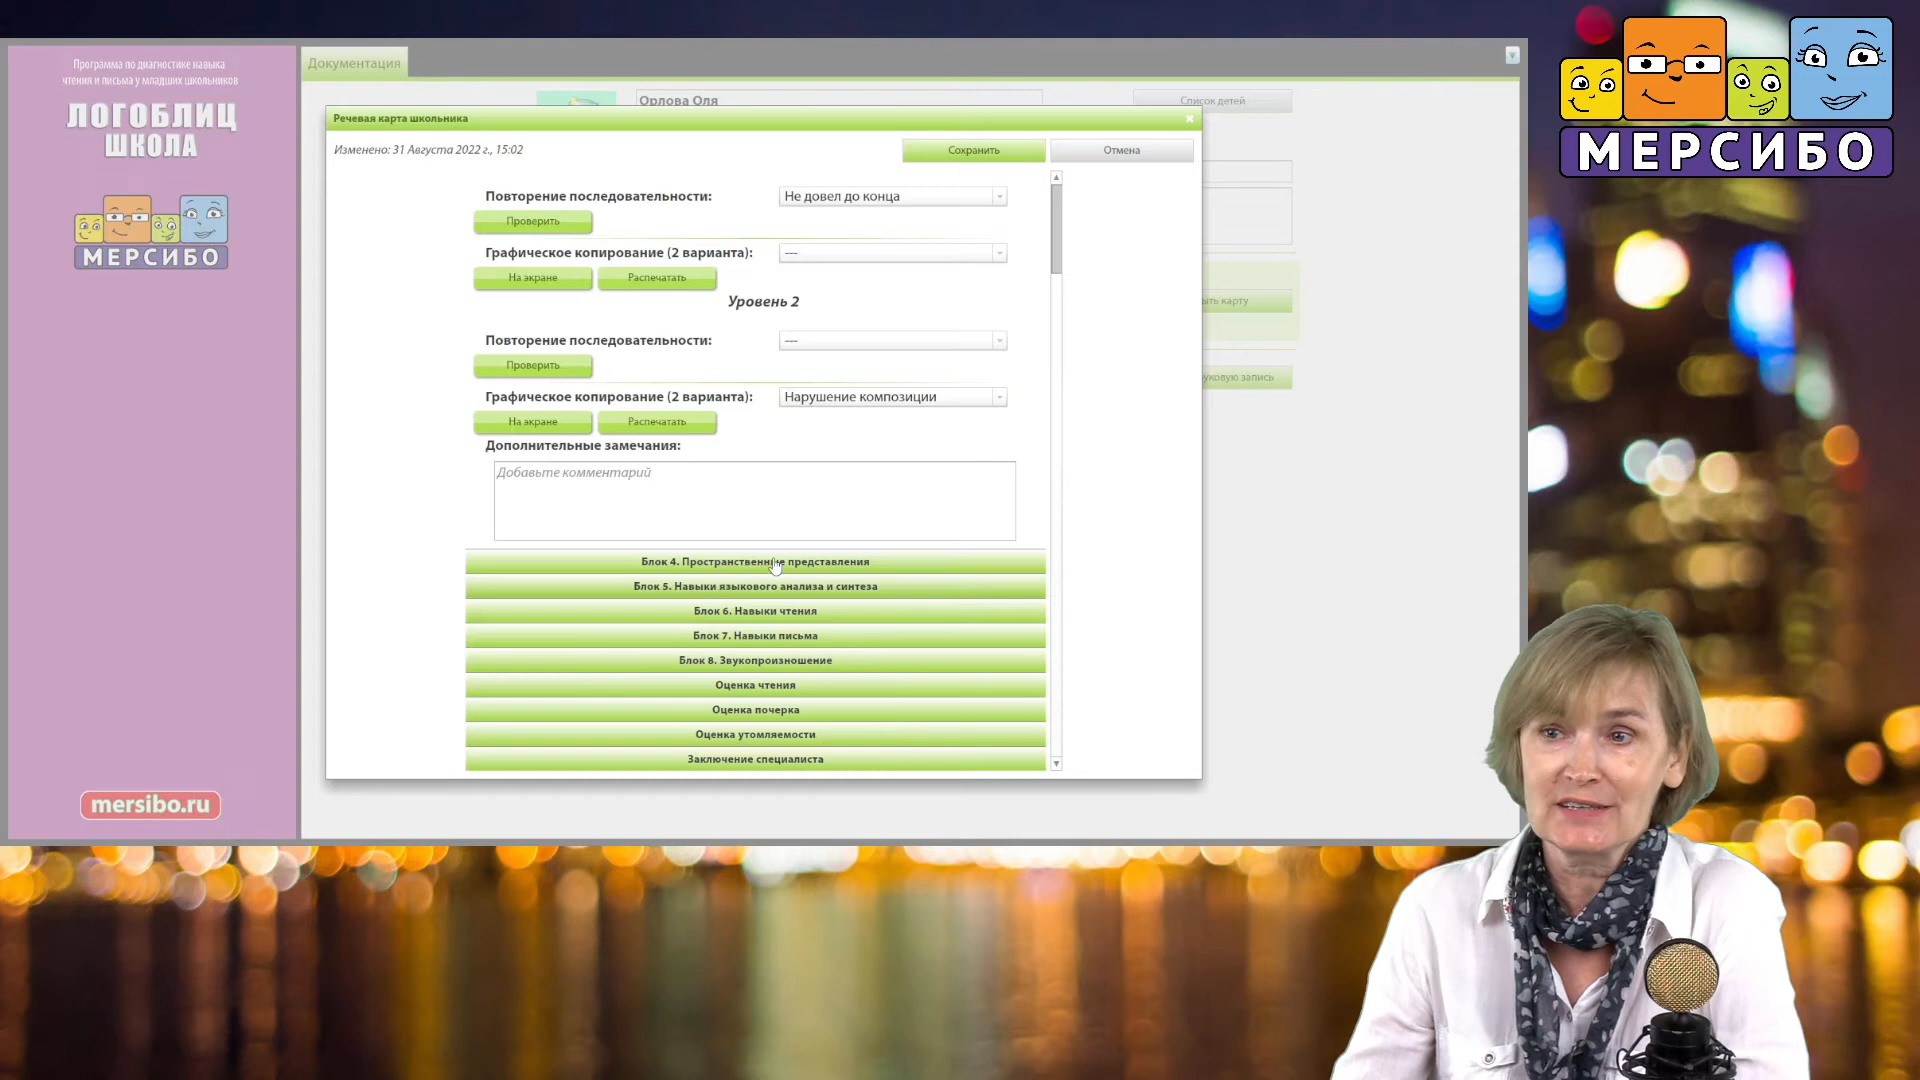 Программа по диагностике навыка
чтения и письма у младших школьников
ЛОГОБЛИЦ
ШКОЛА
МЕРСИБО
mersibo.ru
Документация
Орлова Оля
Список детей
Речевая карта школьника
Изменено: 31 Августа 2022 г., 15:02
Сохранить
Отмена
Повторение последовательности:
Не довел до конца
Проверить
Графическое копирование (2 варианта):
---
На экране
Распечатать
Уровень 2
Повторение последовательности:
---
Проверить
Графическое копирование (2 варианта):
Нарушение композиции
На экране
Распечатать
Дополнительные замечания:
Добавьте комментарий
Блок 4. Пространственные представления
Блок 5. Навыки языкового анализа и синтеза
Блок 6. Навыки чтения
Блок 7. Навыки письма
Блок 8. Звукопроизношение
Оценка чтения
Оценка почерка
Оценка утомляемости
Заключение специалиста
карту
запись
МЕРСИБО